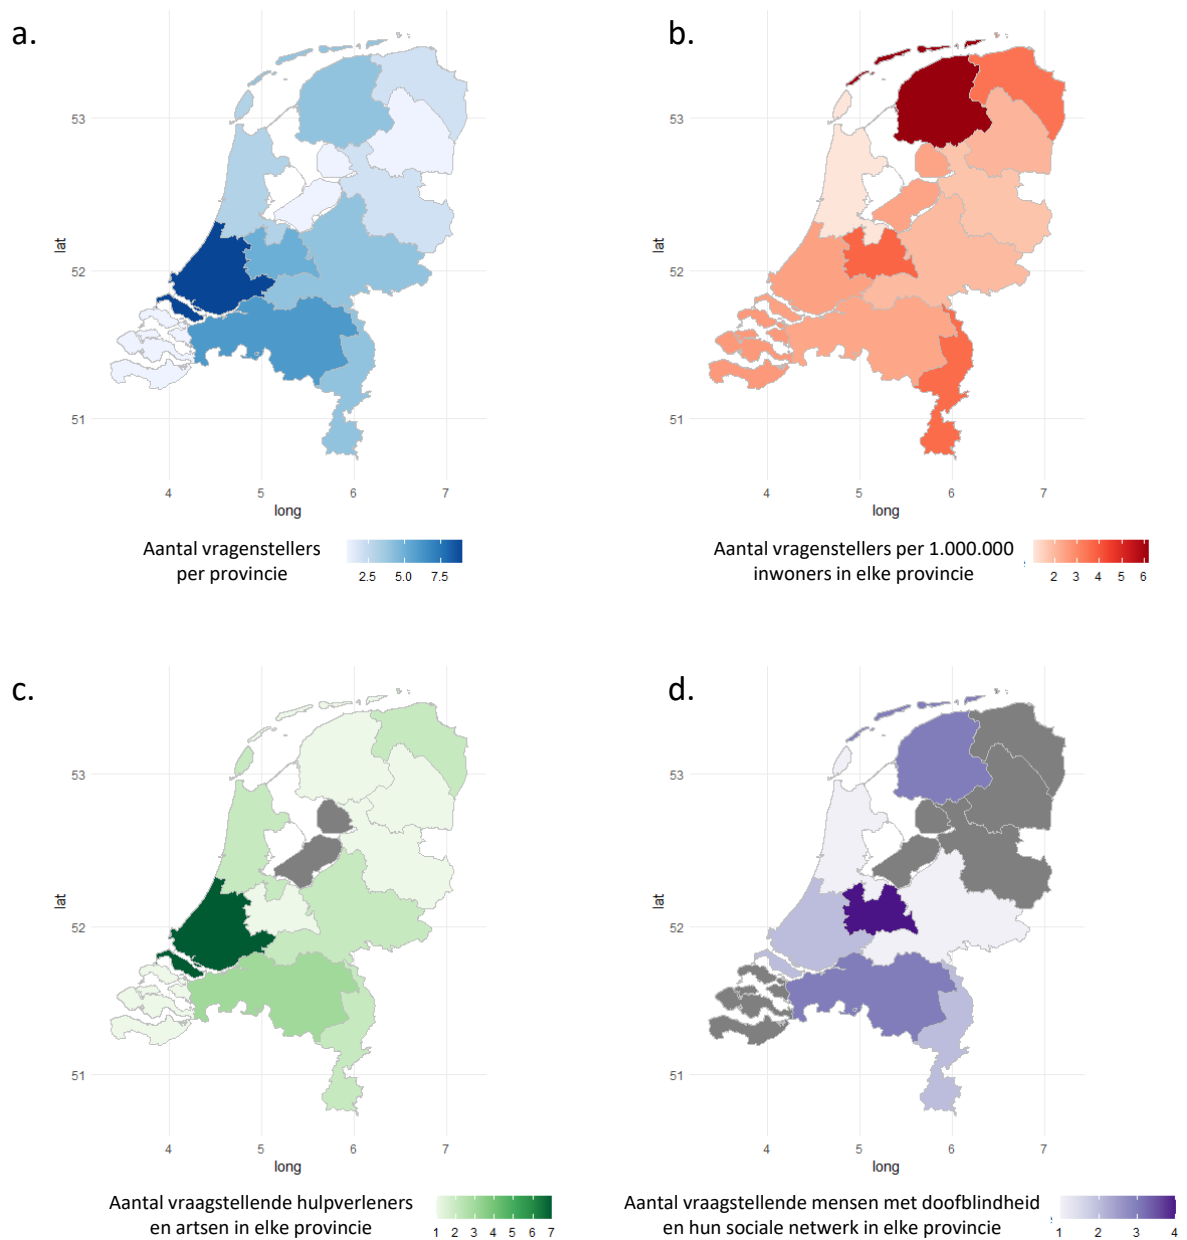 a.
53
52
51
lat
4 5 6 7
long
Aantal vragenstellers
per provincie
2.5 5.0 7.5
b.
53
52
51
lat
4 5 6 7
long
Aantal vragenstellers per 1.000.000
inwoners in elke provincie
2 3 4 5 6
c.
53
52
51
lat
4 5 6 7
long
Aantal vraagstellende hulpverleners
en artsen in elke provincie
1 2 3 4 5 6 7
d.
53
52
51
lat
4 5 6 7
long
Aantal vraagstellende mensen met doofblindheid
en hun sociale netwerk in elke provincie
1 2 3 4